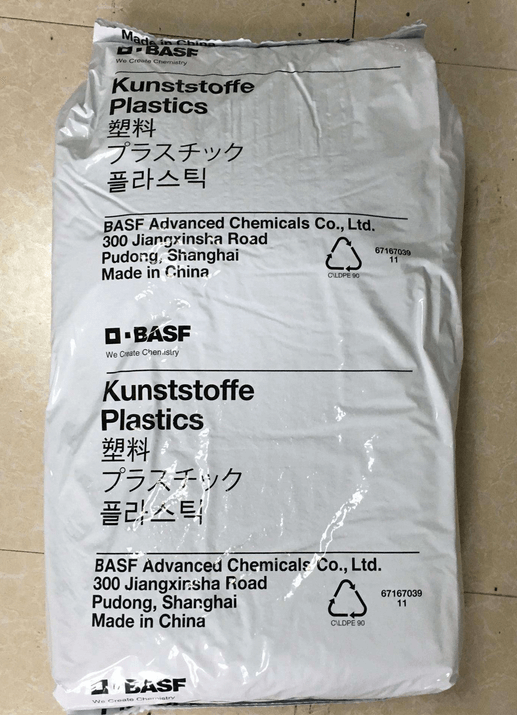 Made in China
BASF
We Create Chemistry
Kunststoffe
Plastics
塑料
プラスチック
플라스틱
BASF Advanced Chemicals Co., Ltd.
300 Jiangxinsha Road
Pudong, Shanghai
Made in China
C\LDPE 90
67167039
11
BASF
We Create Chemistry
Kunststoffe
Plastics
塑料
プラスチック
플라스틱
BASF Advanced Chemicals Co., Ltd.
300 Jiangxinsha Road
Pudong, Shanghai
Made in China
C\LDPE 90
67167039
11
BASF
We Create Chemistry